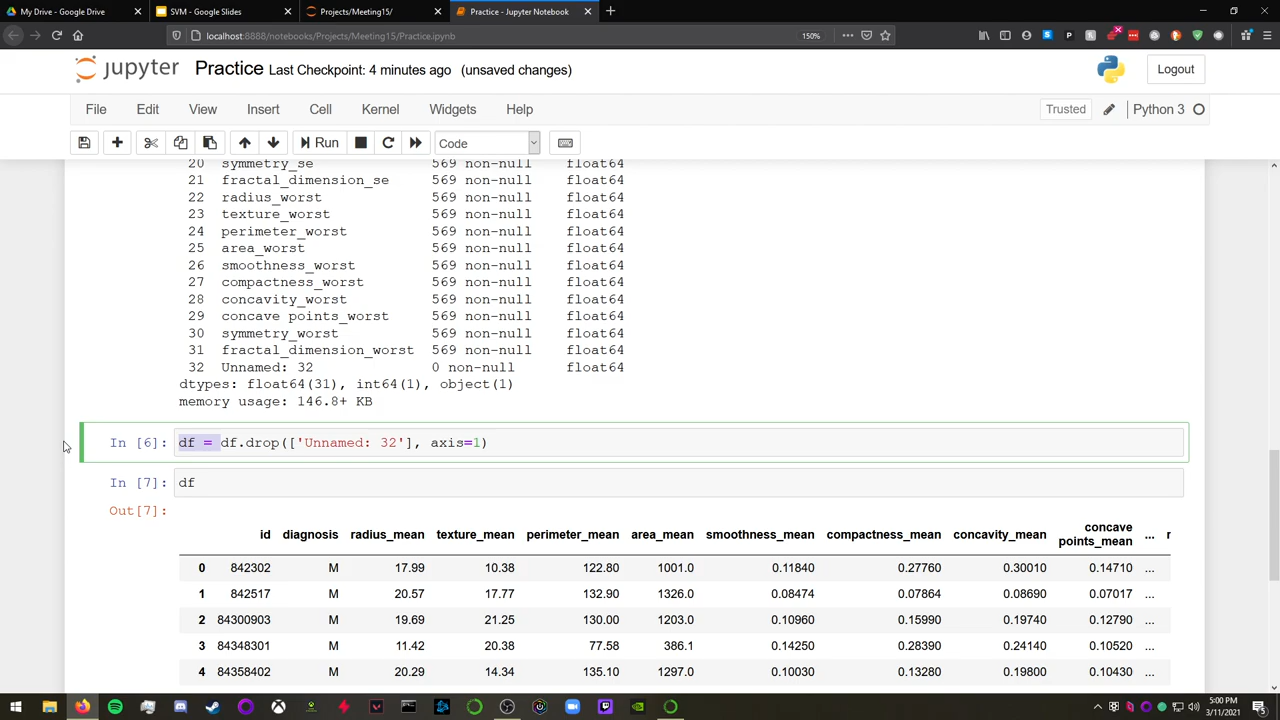 My Drive - Google Drive
SVM - Google Slides
Projects/Meeting15/
Practice - Jupyter Notebook
localhost:8888/notebooks/Projects/Meeting15/Practice.ipynb
150%
jupyter Practice Last Checkpoint: 4 minutes ago (unsaved changes)
Logout
File Edit View Insert Cell Kernel Widgets Help
Trusted
Python 3
Run
Code
20 symmetry_se 569 non-null float64
21 fractal_dimension_se 569 non-null float64
22 radius_worst 569 non-null float64
23 texture_worst 569 non-null float64
24 perimeter_worst 569 non-null float64
25 area_worst 569 non-null float64
26 smoothness_worst 569 non-null float64
27 compactness_worst 569 non-null float64
28 concavity_worst 569 non-null float64
29 concave points_worst 569 non-null float64
30 symmetry_worst 569 non-null float64
31 fractal_dimension_worst 569 non-null float64
32 Unnamed: 32 0 non-null float64
dtypes: float64(31), int64(1), object(1)
memory usage: 146.8+ KB
In [6]: df = df.drop(['Unnamed: 32'], axis=1)
In [7]: df
Out[7]:
id diagnosis radius_mean texture_mean perimeter_mean area_mean smoothness_mean compactness_mean concavity_mean concave points_mean ... r
0 842302 M 17.99 10.38 122.80 1001.0 0.11840 0.27760 0.30010 0.14710 ...
1 842517 M 20.57 17.77 132.90 1326.0 0.08474 0.07864 0.08690 0.07017 ...
2 84300903 M 19.69 21.25 130.00 1203.0 0.10960 0.15990 0.19740 0.12790 ...
3 84348301 M 11.42 20.38 77.58 386.1 0.14250 0.28390 0.24140 0.10520 ...
4 84358402 M 20.29 14.34 135.10 1297.0 0.10030 0.13280 0.19800 0.10430 ...
5:00 PM
3/11/2021